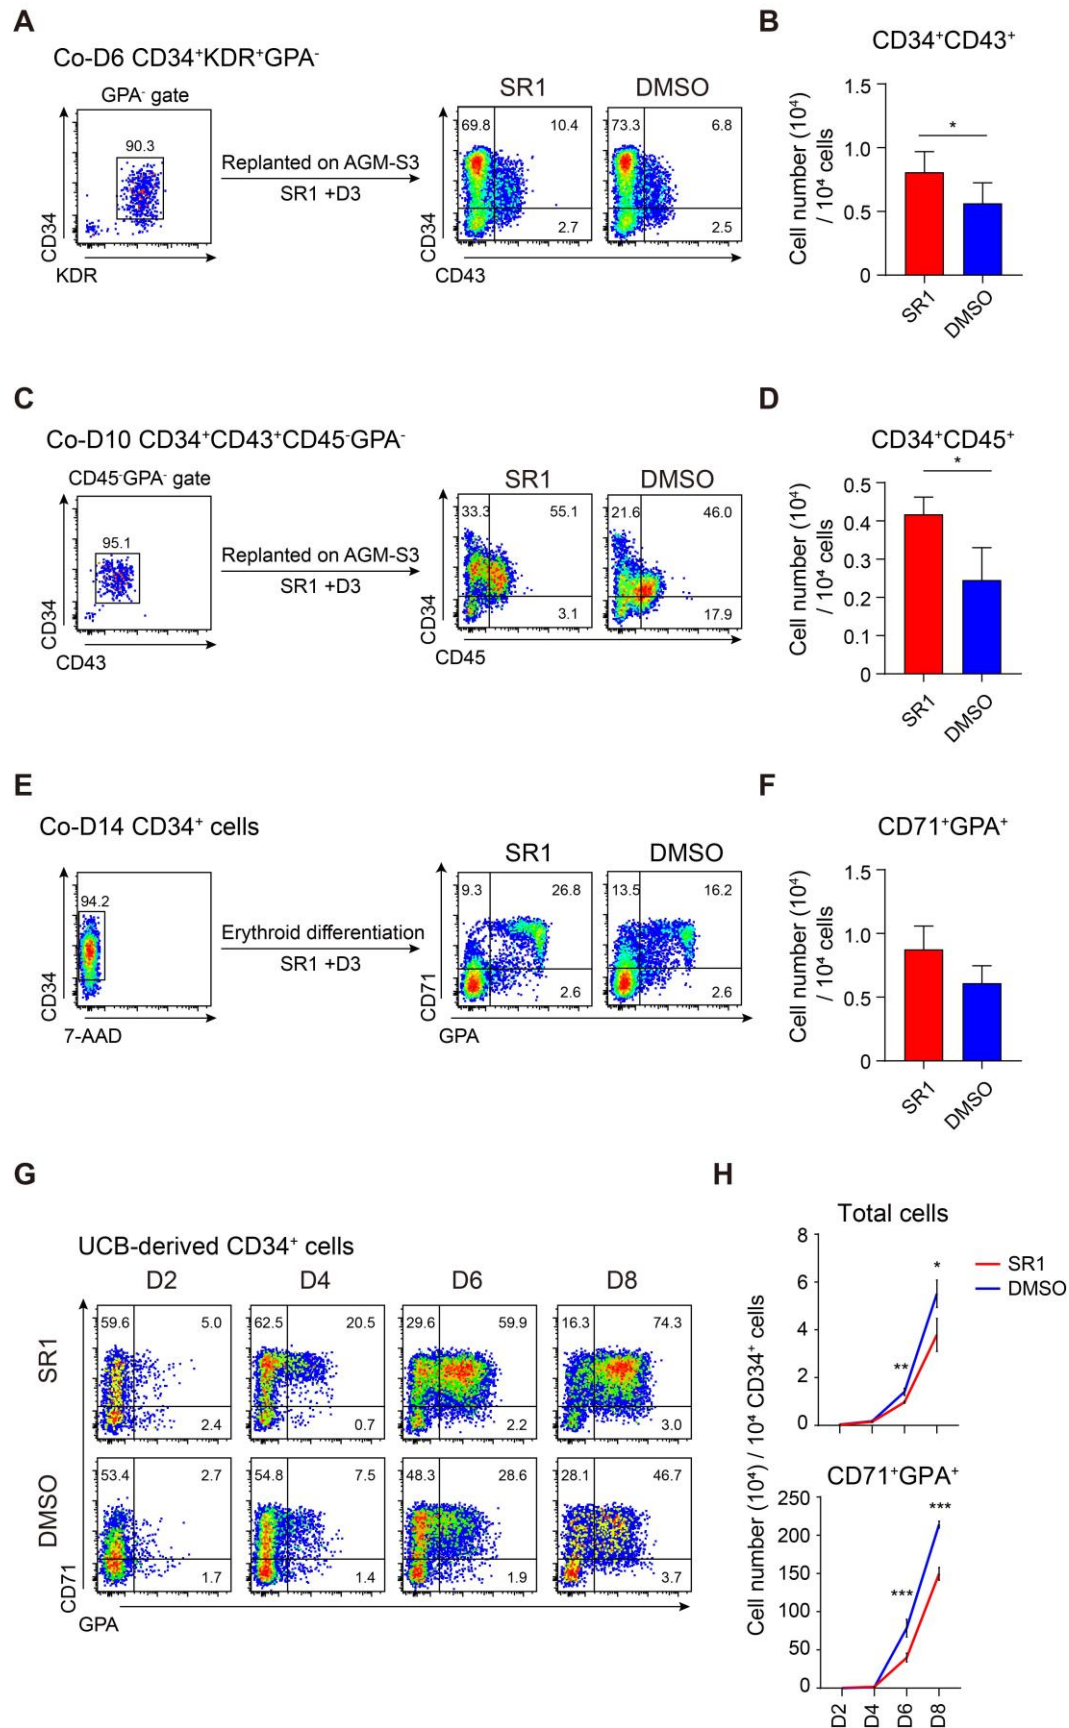 A
Co-D6 CD34⁺KDR⁺GPA⁻
GPA⁻ gate
90.3
CD34
KDR
Replanted on AGM-S3
SR1 +D3
SR1
DMSO
69.8
10.4
2.7
73.3
6.8
2.5
CD34
CD43
B
CD34⁺CD43⁺
Cell number (10⁴)
/ 10⁴ cells
1.5
1.0
0.5
0
*
SR1
DMSO
C
Co-D10 CD34⁺CD43⁺CD45⁻GPA⁻
CD45⁻GPA⁻ gate
95.1
CD34
CD43
Replanted on AGM-S3
SR1 +D3
SR1
DMSO
33.3
55.1
3.1
21.6
46.0
17.9
CD34
CD45
D
CD34⁺CD45⁺
Cell number (10⁴)
/ 10⁴ cells
0.5
0.4
0.3
0.2
0.1
0
*
SR1
DMSO
E
Co-D14 CD34⁺ cells
94.2
CD34
7-AAD
Erythroid differentiation
SR1 +D3
SR1
DMSO
9.3
26.8
2.6
13.5
16.2
2.6
CD71
GPA
F
CD71⁺GPA⁺
Cell number (10⁴)
/ 10⁴ cells
1.5
1.0
0.5
0
SR1
DMSO
G
UCB-derived CD34⁺ cells
D2
D4
D6
D8
SR1
59.6
5.0
2.4
62.5
20.5
0.7
29.6
59.9
2.2
16.3
74.3
3.0
DMSO
53.4
2.7
1.7
54.8
7.5
1.4
48.3
28.6
1.9
28.1
46.7
3.7
CD71
GPA
H
Total cells
8
6
4
2
0
**
*
SR1
DMSO
Cell number (10⁴) / 10⁴ CD34⁺ cells
CD71⁺GPA⁺
250
200
150
100
50
0
***
***
D2
D4
D6
D8